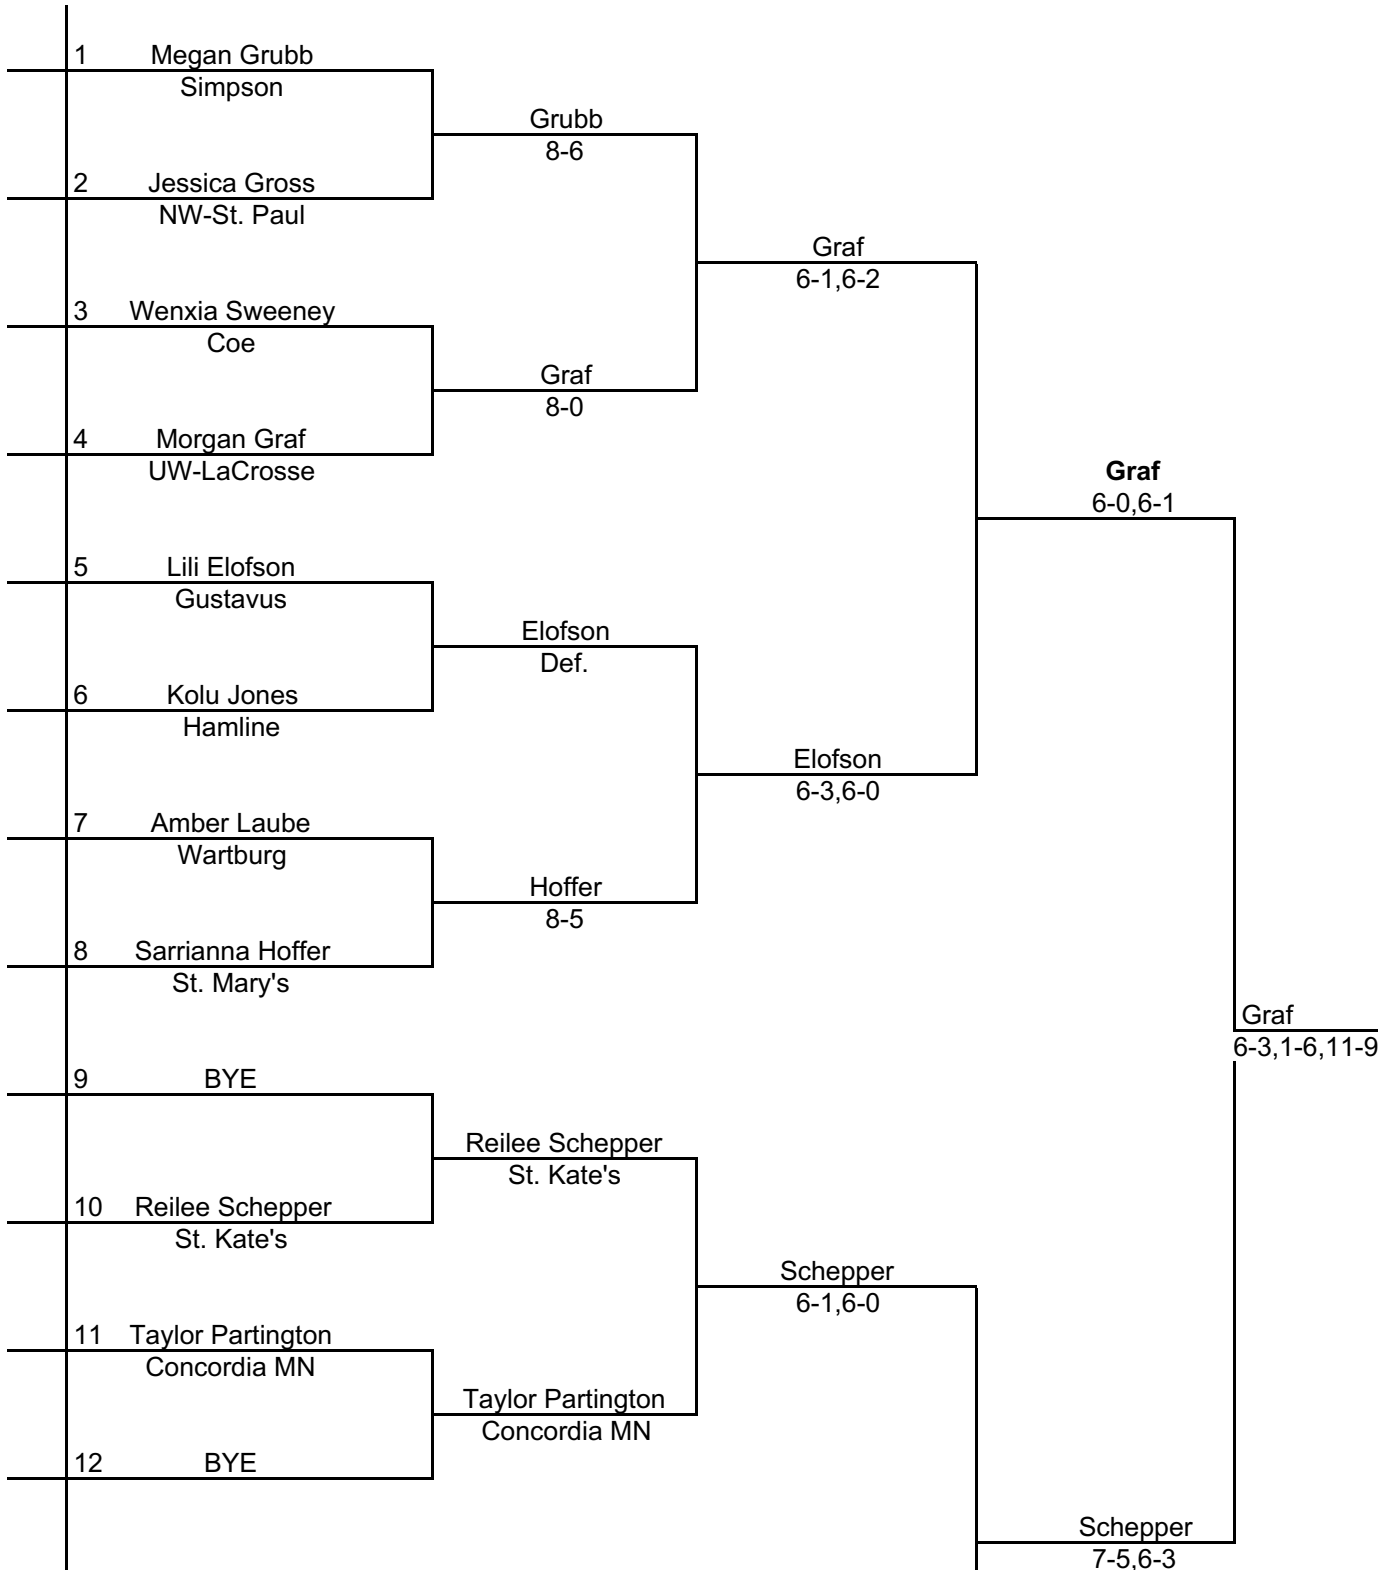 1 Megan Grubb
Simpson
Grubb
8-6
2 Jessica Gross
NW-St. Paul
Graf
6-1,6-2
3 Wenxia Sweeney
Coe
Graf
8-0
4 Morgan Graf
UW-LaCrosse
Graf
6-0,6-1
5 Lili Elofson
Gustavus
Elofson
Def.
6 Kolu Jones
Hamline
Elofson
6-3,6-0
7 Amber Laube
Wartburg
Hoffer
8-5
8 Sarrianna Hoffer
St. Mary's
Graf
6-3,1-6,11-9
9 BYE
Reilee Schepper
St. Kate's
10 Reilee Schepper
St. Kate's
Schepper
6-1,6-0
11 Taylor Partington
Concordia MN
Taylor Partington
Concordia MN
12 BYE
Schepper
7-5,6-3